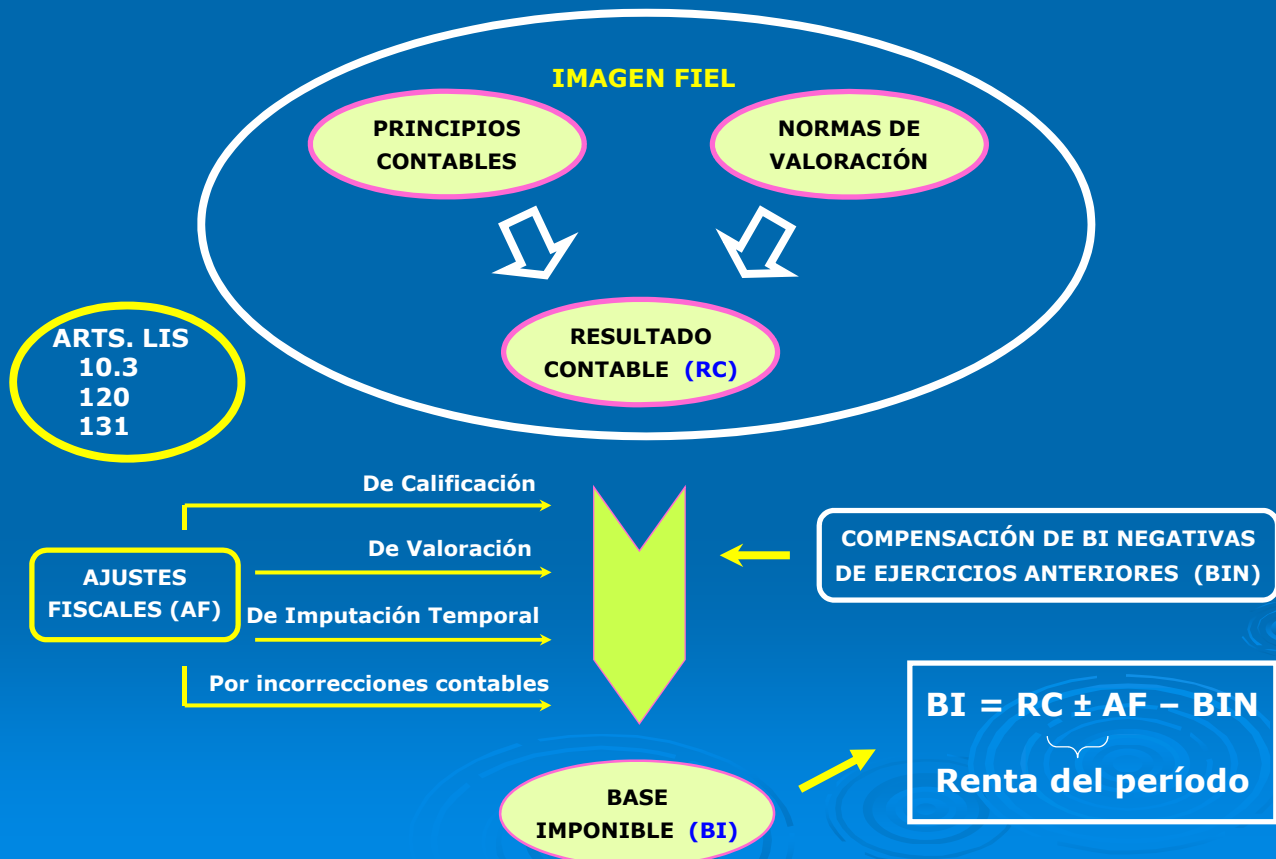 IMAGEN FIEL
PRINCIPIOS
CONTABLES
NORMAS DE
VALORACIÓN
RESULTADO
CONTABLE (RC)
ARTS. LIS
10.3
120
131
De Calificación
De Valoración
De Imputación Temporal
Por incorrecciones contables
AJUSTES
FISCALES (AF)
COMPENSACIÓN DE BI NEGATIVAS
DE EJERCICIOS ANTERIORES (BIN)
BI = RC ± AF – BIN
Renta del período
BASE
IMPONIBLE (BI)